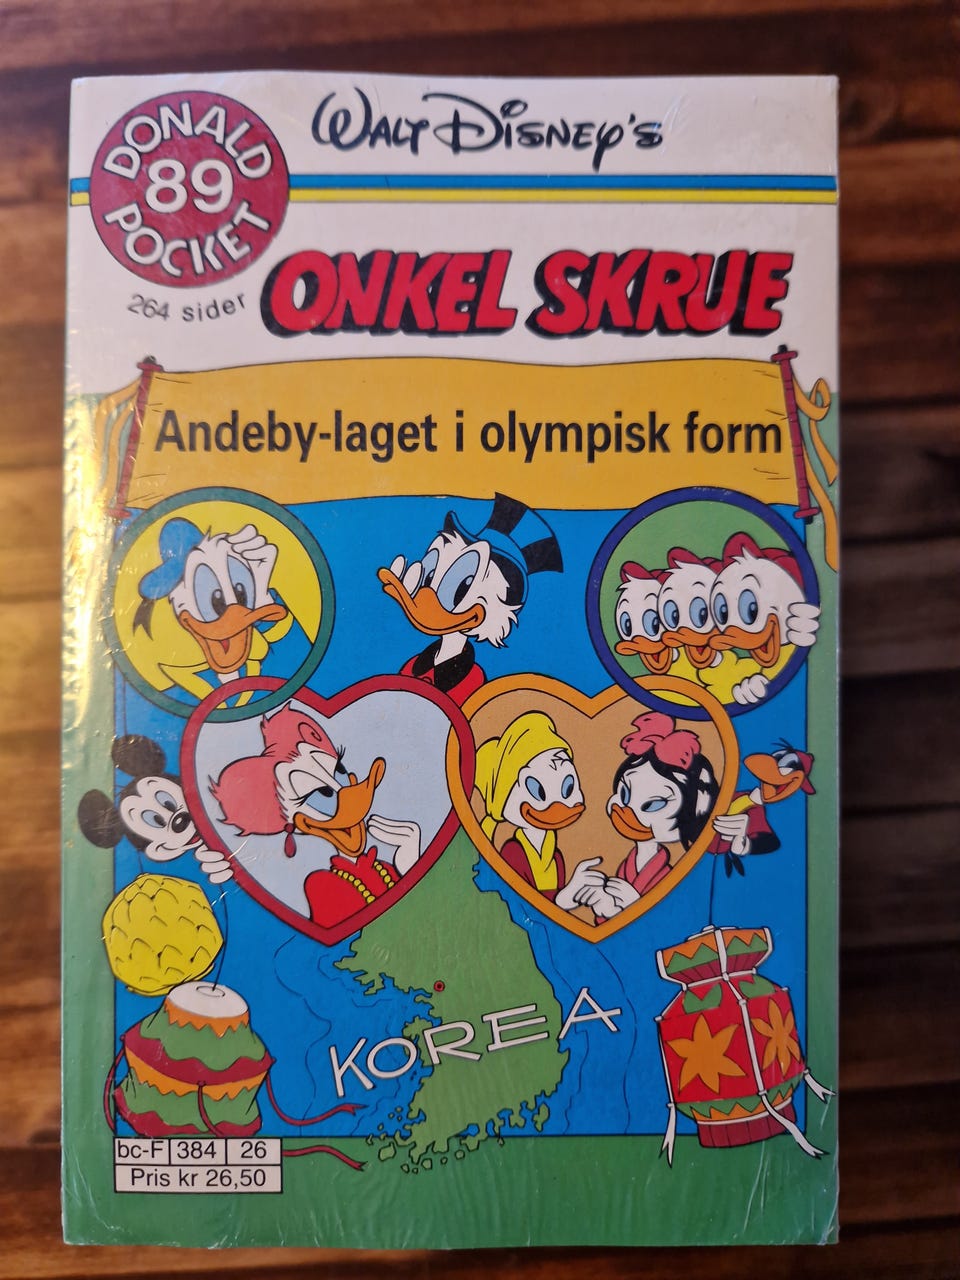 DONALD
89
POCKET
WALT DISNEY'S
264 sider
ONKEL SKRUE
Andeby-laget i olympisk form
KOREA
bc-F 384 26
Pris kr 26,50